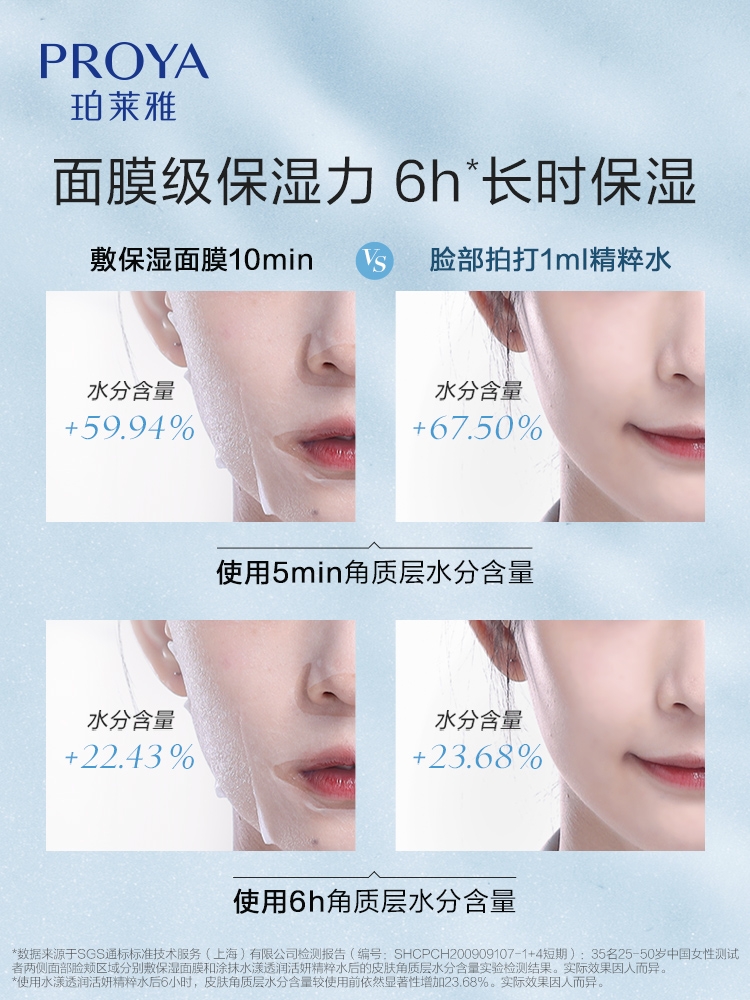 PROYA
珀莱雅
面膜级保湿力 6h*长时保湿
敷保湿面膜10min VS 脸部拍打1ml精粹水
水分含量 水分含量
+59.94% +67.50%
使用5min角质层水分含量
水分含量 水分含量
+22.43% +23.68%
使用6h角质层水分含量
*数据来源于SGS通标标准技术服务（上海）有限公司检测报告（编号：SHCPCH200909107-1+4短期）：35名25-50岁中国女性测试
者两侧面部脸颊区域分别敷保湿面膜和涂抹水漾透润活妍精粹水后的皮肤角质层水分含量实验检测结果。实际效果因人而异。
*使用水漾透润活妍精粹水后6小时，皮肤角质层水分含量较使用前依然显著性增加23.68%。实际效果因人而异。